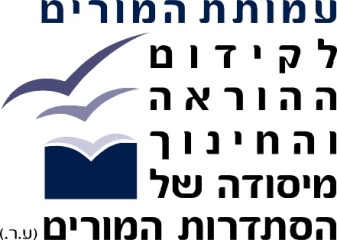 עמותת המורים
לקידום
ההוראה
והחינוך
מיסודה של
הסתדרות המורים (ע.ר.)